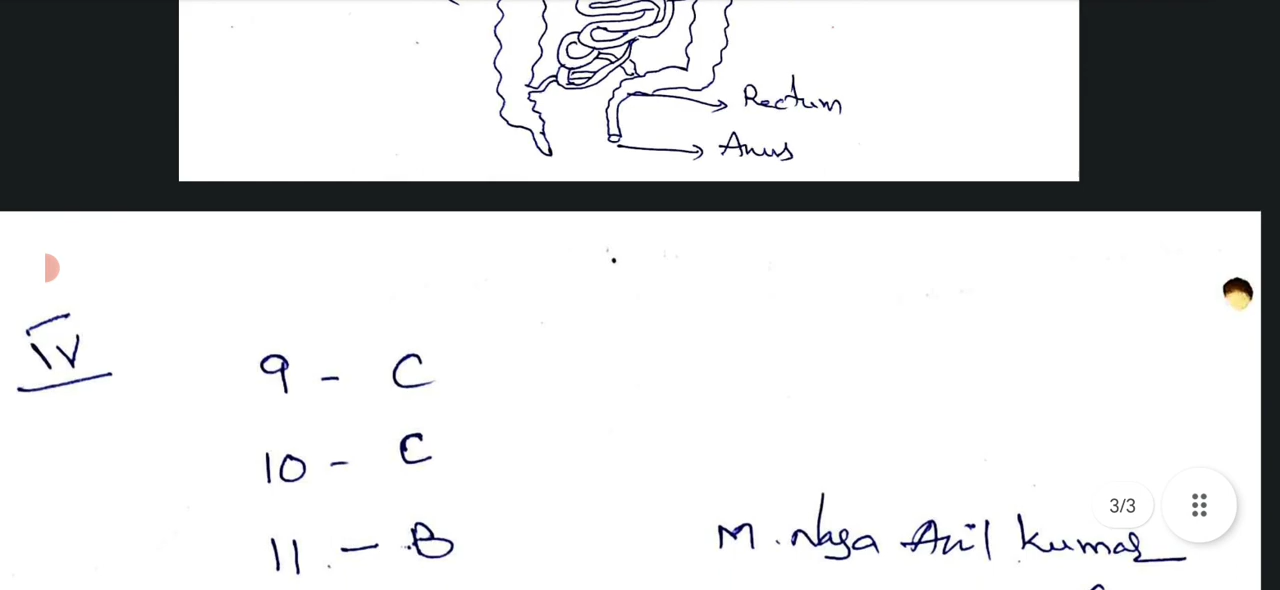 Rectum
Anus
IV
9 - C
10 - C
11 - B
3/3
M. Naga Anil Kumar